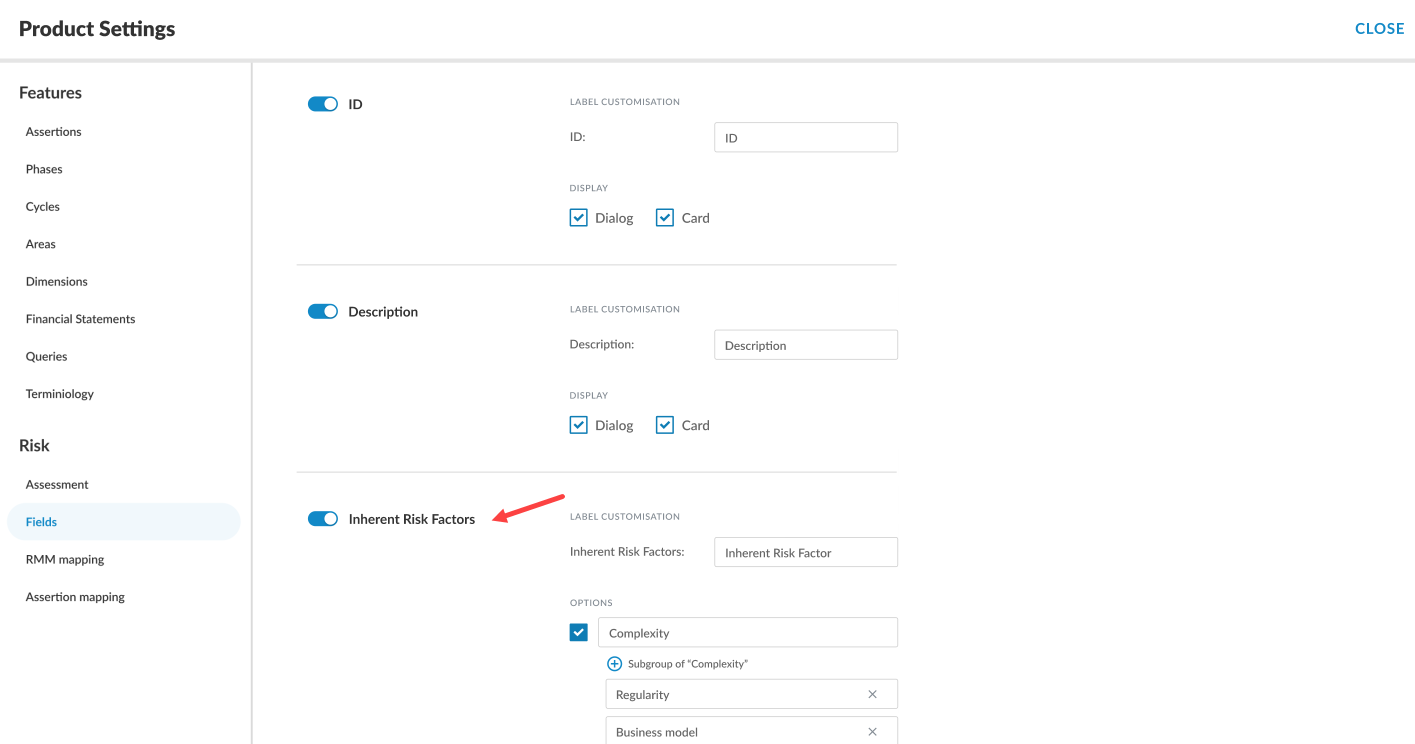 Product Settings
CLOSE
Features
Assertions
Phases
Cycles
Areas
Dimensions
Financial Statements
Queries
Terminiology
Risk
Assessment
Fields
RMM mapping
Assertion mapping
ID
LABEL CUSTOMISATION
ID:
ID
DISPLAY
Dialog
Card
Description
LABEL CUSTOMISATION
Description:
Description
DISPLAY
Dialog
Card
Inherent Risk Factors
LABEL CUSTOMISATION
Inherent Risk Factors:
Inherent Risk Factor
OPTIONS
Complexity
Subgroup of “Complexity”
Regularity
Business model